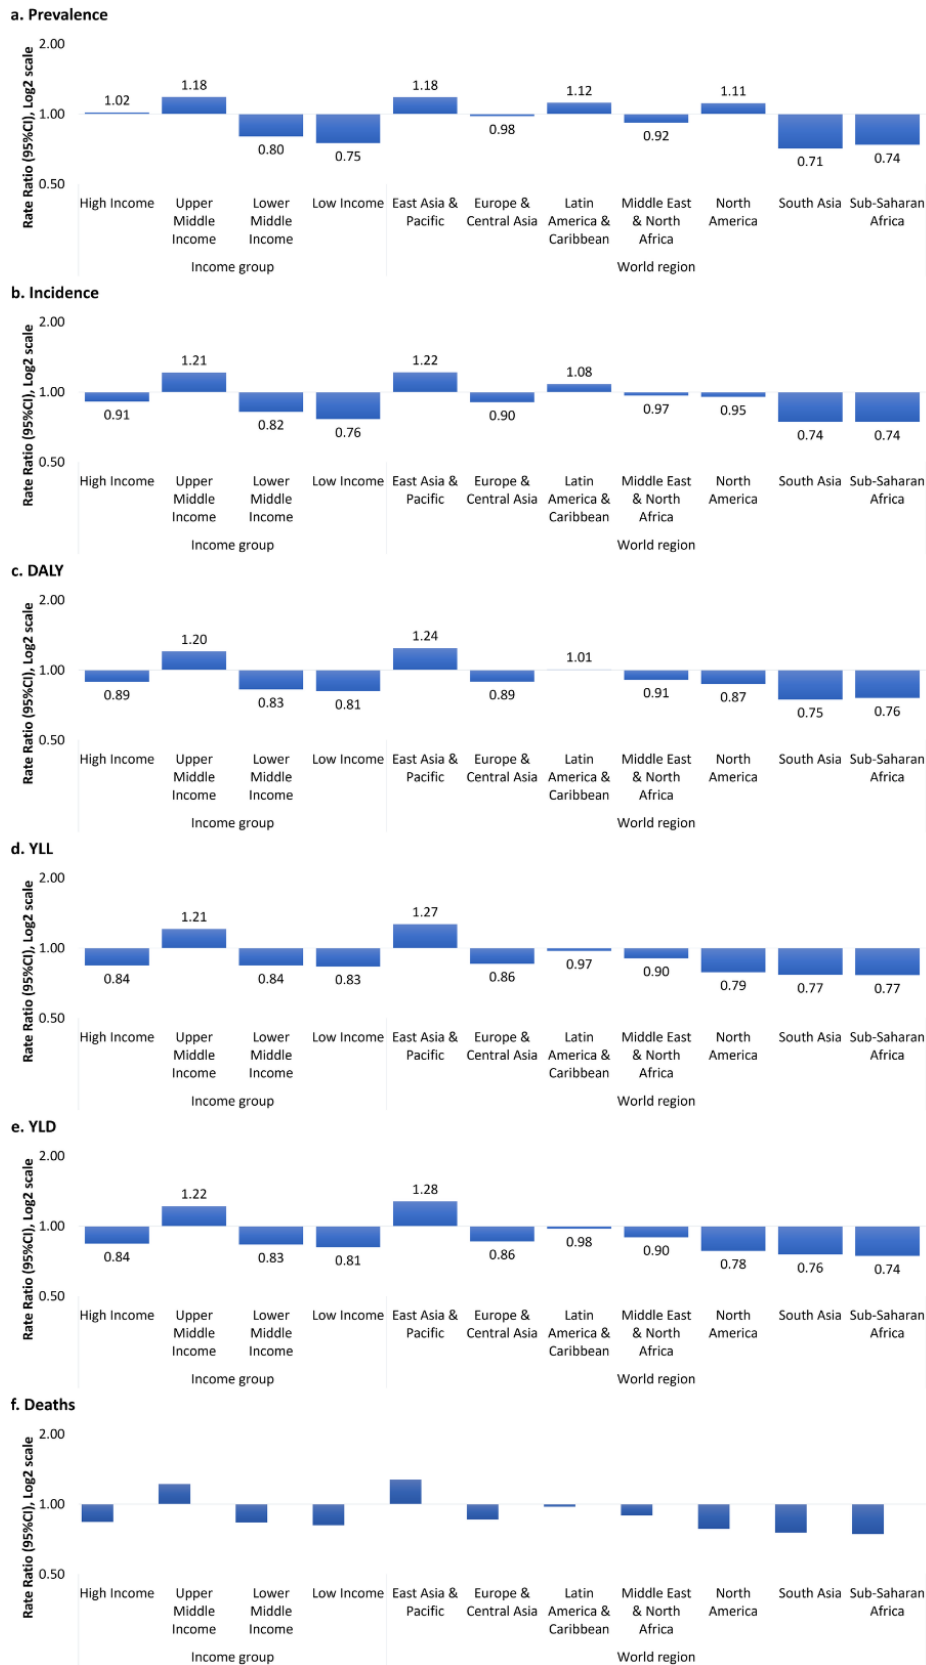 a. Prevalence
Rate Ratio (95%CI), Log2 scale
2.00
1.00
0.50
1.02
1.18
0.80
0.75
1.18
0.98
1.12
0.92
1.11
0.71
0.74
High Income
Upper
Middle
Income
Lower
Middle
Income
Low Income
East Asia &
Pacific
Europe &
Central Asia
Latin
America &
Caribbean
Middle East
& North
Africa
North
America
South Asia
Sub-Saharan
Africa
Income group
World region
b. Incidence
Rate Ratio (95%CI), Log2 scale
2.00
1.00
0.50
0.91
1.21
0.82
0.76
1.22
0.90
1.08
0.97
0.95
0.74
0.74
High Income
Upper
Middle
Income
Lower
Middle
Income
Low Income
East Asia &
Pacific
Europe &
Central Asia
Latin
America &
Caribbean
Middle East
& North
Africa
North
America
South Asia
Sub-Saharan
Africa
Income group
World region
c. DALY
Rate Ratio (95%CI), Log2 scale
2.00
1.00
0.50
0.89
1.20
0.83
0.81
1.24
0.89
1.01
0.91
0.87
0.75
0.76
High Income
Upper
Middle
Income
Lower
Middle
Income
Low Income
East Asia &
Pacific
Europe &
Central Asia
Latin
America &
Caribbean
Middle East
& North
Africa
North
America
South Asia
Sub-Saharan
Africa
Income group
World region
d. YLL
Rate Ratio (95%CI), Log2 scale
2.00
1.00
0.50
0.84
1.21
0.84
0.83
1.27
0.86
0.97
0.90
0.79
0.77
0.77
High Income
Upper
Middle
Income
Lower
Middle
Income
Low Income
East Asia &
Pacific
Europe &
Central Asia
Latin
America &
Caribbean
Middle East
& North
Africa
North
America
South Asia
Sub-Saharan
Africa
Income group
World region
e. YLD
Rate Ratio (95%CI), Log2 scale
2.00
1.00
0.50
0.84
1.22
0.83
0.81
1.28
0.86
0.98
0.90
0.78
0.76
0.74
High Income
Upper
Middle
Income
Lower
Middle
Income
Low Income
East Asia &
Pacific
Europe &
Central Asia
Latin
America &
Caribbean
Middle East
& North
Africa
North
America
South Asia
Sub-Saharan
Africa
Income group
World region
f. Deaths
Rate Ratio (95%CI), Log2 scale
2.00
1.00
0.50
High Income
Upper
Middle
Income
Lower
Middle
Income
Low Income
East Asia &
Pacific
Europe &
Central Asia
Latin
America &
Caribbean
Middle East
& North
Africa
North
America
South Asia
Sub-Saharan
Africa
Income group
World region